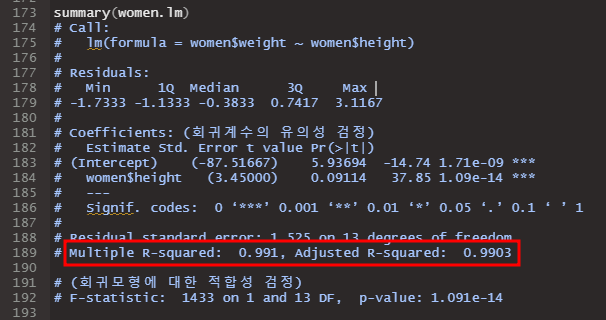 173 summary(women.lm)
174 # Call:
175 #   lm(formula = women$weight ~ women$height)
176 #
177 # Residuals:
178 #   Min      1Q  Median      3Q     Max
179 # -1.7333 -1.1333 -0.3833  0.7417  3.1167
180 #
181 # Coefficients: (회귀계수의 유의성 검정)
182 #   Estimate Std. Error t value Pr(>|t|)
183 # (Intercept)    (-87.51667)    5.93694  -14.74 1.71e-09 ***
184 #   women$height   (3.45000)    0.09114   37.85 1.09e-14 ***
185 #   ---
186 #   Signif. codes:  0 ‘***’ 0.001 ‘**’ 0.01 ‘*’ 0.05 ‘.’ 0.1 ‘ ’ 1
187 #
188 # Residual standard error: 1.525 on 13 degrees of freedom
189 # Multiple R-squared:  0.991, Adjusted R-squared:  0.9903
190
191 # (회귀모형에 대한 적합성 검정)
192 # F-statistic:  1433 on 1 and 13 DF,  p-value: 1.091e-14
193